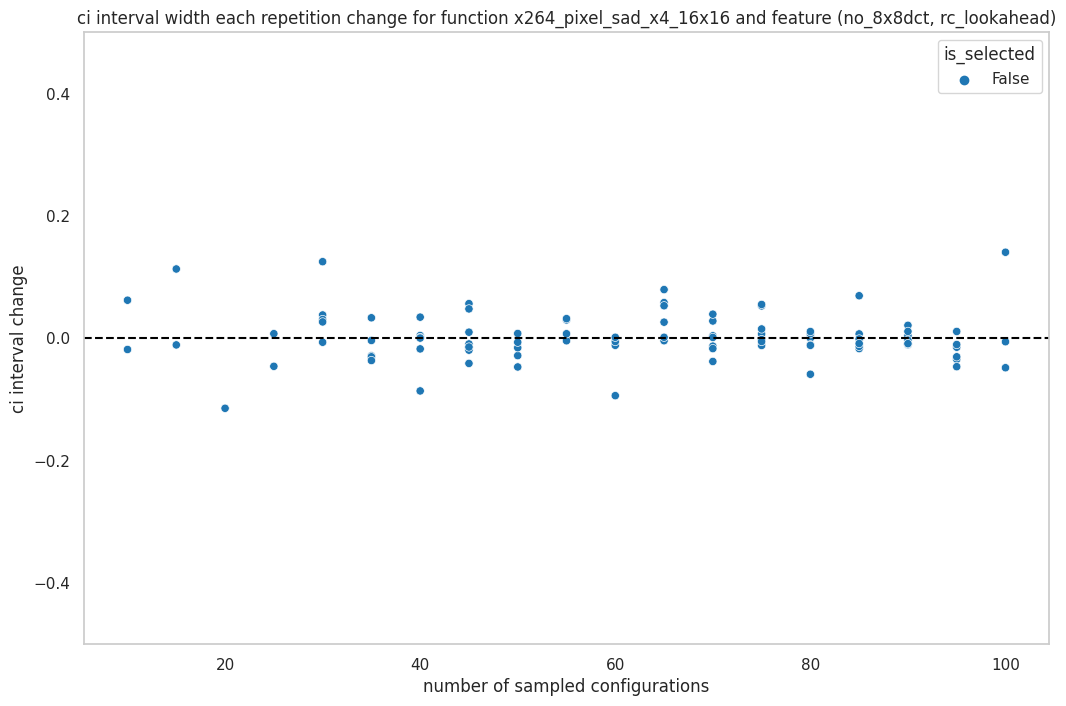 ci interval width each repetition change for function x264_pixel_sad_x4_16x16 and feature (no_8x8dct, rc_lookahead)
is_selected
False
ci interval change
0.4
0.2
0.0
−0.2
−0.4
20
40
60
80
100
number of sampled configurations